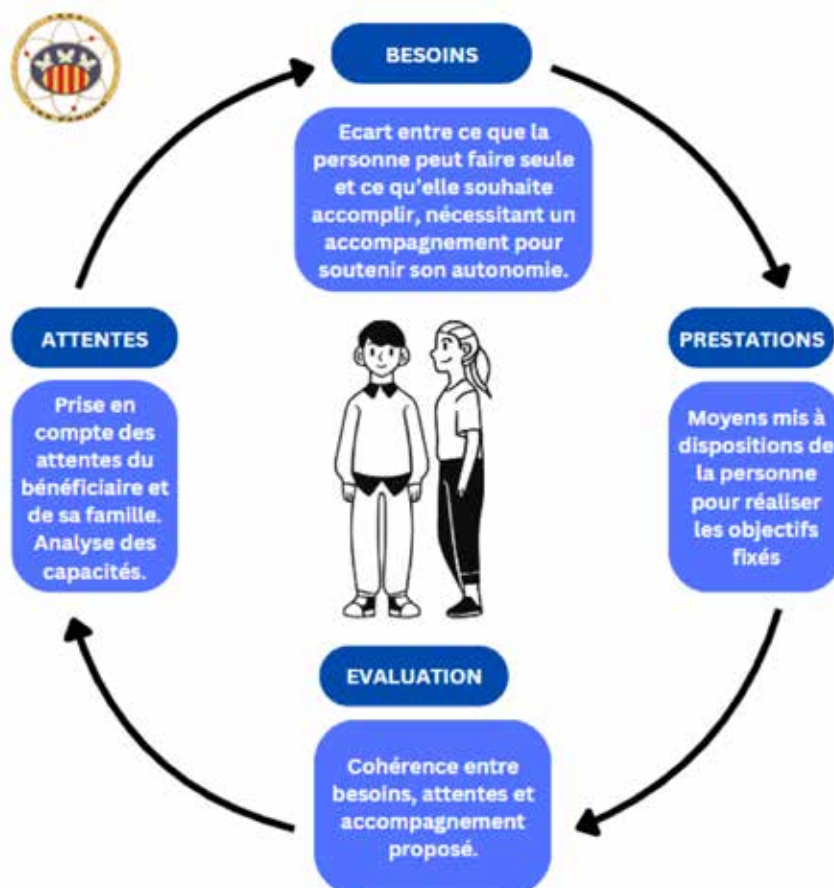 BESOINS
Ecart entre ce que la
personne peut faire seule
et ce qu'elle souhaite
accomplir, nécessitant un
accompagnement pour
soutenir son autonomie.
PRESTATIONS
Moyens mis à
dispositions de
la personne
pour réaliser
les objectifs
fixés
EVALUATION
Cohérence entre
besoins, attentes et
accompagnement
proposé.
ATTENTES
Prise en
compte des
attentes du
bénéficiaire et
de sa famille.
Analyse des
capacités.